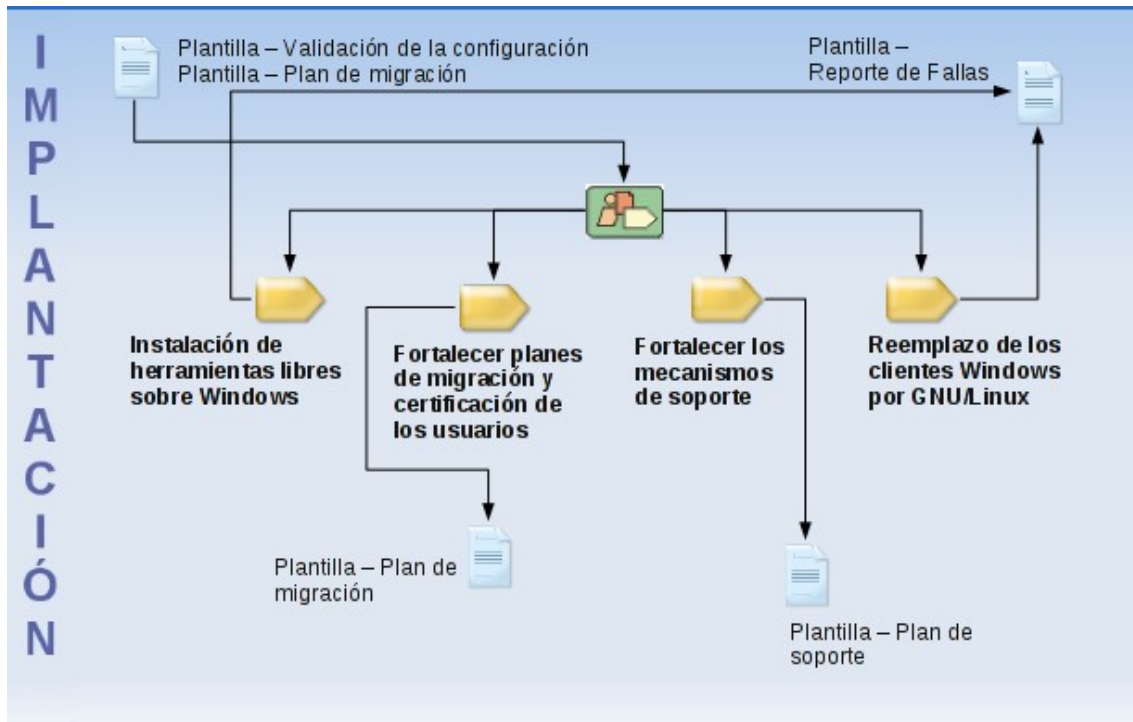 IMPLANTACIÓN
Plantilla – Validación de la configuración
Plantilla – Plan de migración
Plantilla –
Reporte de Fallas
Instalación de
herramientas libres
sobre Windows
Fortalecer planes
de migración y
certificación de
los usuarios
Fortalecer los
mecanismos
de soporte
Reemplazo de los
clientes Windows
por GNU/Linux
Plantilla – Plan de
migración
Plantilla – Plan de
soporte